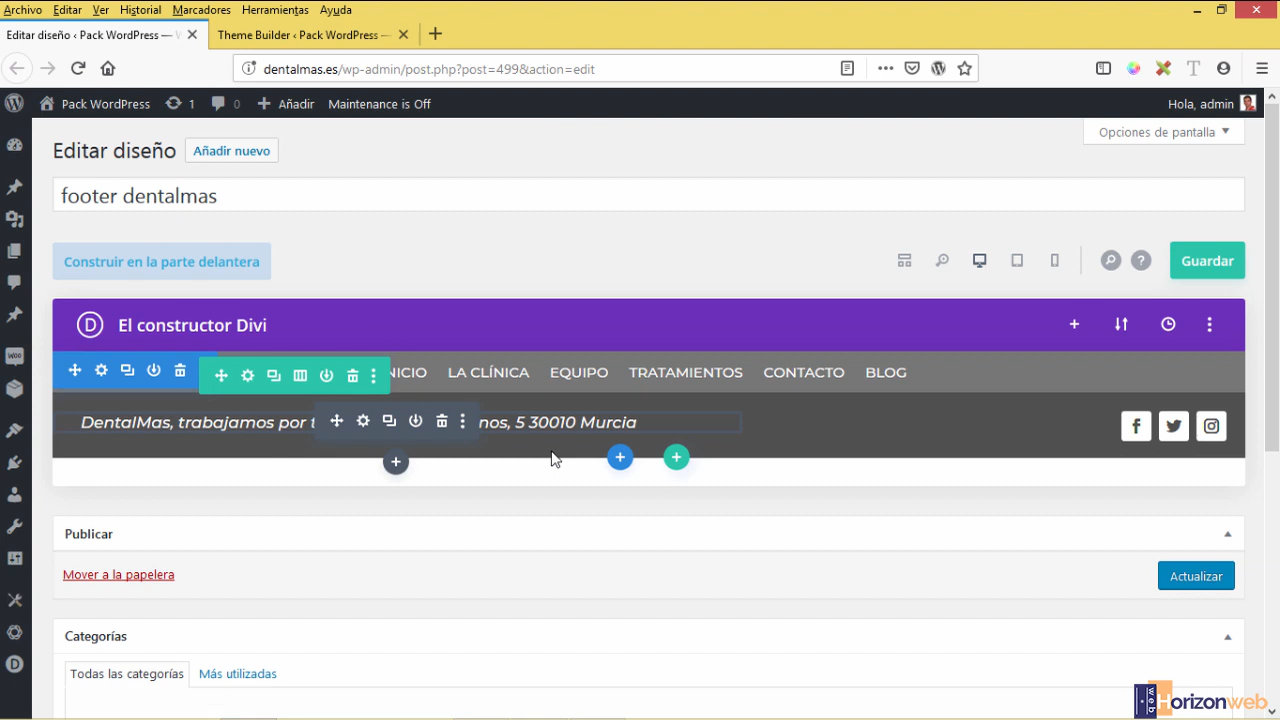 Archivo Editar Ver Historial Marcadores Herramientas Ayuda
Editar diseño ‹ Pack WordPress — Theme Builder ‹ Pack WordPress —
dentalmas.es/wp-admin/post.php?post=499&action=edit
Pack WordPress 1 0 Añadir Maintenance is Off Hola, admin
Opciones de pantalla
Editar diseño Añadir nuevo
footer dentalmas
Construir en la parte delantera Guardar
El constructor Divi
LA CLÍNICA EQUIPO TRATAMIENTOS CONTACTO BLOG
DentalMas, trabajamos por 5 30010 Murcia
Publicar
Mover a la papelera Actualizar
Categorías
Todas las categorías Más utilizadas
web Horizonweb